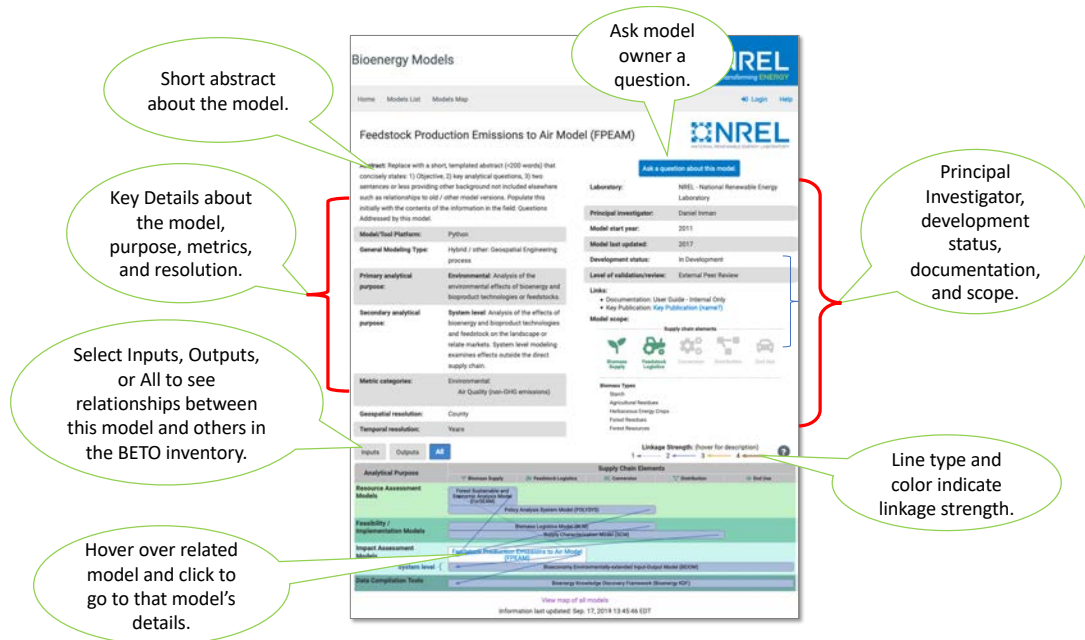 Ask model
owner a
question.
Short abstract
about the model.
Key Details about
the model,
purpose, metrics,
and resolution.
Select Inputs, Outputs,
or All to see
relationships between
this model and others in
the BETO inventory.
Hover over related
model and click to
go to that model's
details.
Principal
Investigator,
development
status,
documentation,
and scope.
Line type and
color indicate
linkage strength.
Bioenergy Models
NREL
Transforming ENERGY
Home Models List Models Map
Login Help
Feedstock Production Emissions to Air Model (FPEAM)
NREL
NATIONAL RENEWABLE ENERGY LABORATORY
Abstract: Replace with a short, templated abstract (<200 words) that
concisely states: 1) Objective, 2) key analytical questions, 3) two
sentences or less providing other background not included elsewhere
such as relationships to old / other model versions. Populate this
initially with the contents of the information in the field: Questions
Addressed by this model.
Model/Tool Platform: Python
General Modeling Type: Hybrid / other: Geospatial Engineering
process
Primary analytical Environmental: Analysis of the
purpose: environmental effects of bioenergy and
bioproduct technologies or feedstocks.
Secondary analytical System level: Analysis of the effects of
purpose: bioenergy and bioproduct technologies
and feedstock on the landscape or
relate markets. System level modeling
examines effects outside the direct
supply chain.
Metric categories: Environmental:
Air Quality (non-GHG emissions)
Geospatial resolution: County
Temporal resolution: Years
Ask a question about this model
Laboratory: NREL - National Renewable Energy
Laboratory
Principal investigator: Daniel Inman
Model start year: 2011
Model last updated: 2017
Development status: In Development
Level of validation/review: External Peer Review
Links:
• Documentation: User Guide - Internal Only
• Key Publication: Key Publication (name?)
Model scope:
Supply chain elements
Biomass Supply
Feedstock Logistics
Conversion
Distribution
End Use
Biomass Types
Starch
Agricultural Residues
Herbaceous Energy Crops
Forest Residues
Forest Resources
Inputs Outputs All
Linkage Strength: (hover for description)
1 2 3 4 ?
Analytical Purpose Supply Chain Elements
Biomass Supply Feedstock Logistics Conversion Distribution End Use
Resource Assessment
Models
Forest Sustainable and
Economic Analysis Model
(ForSEAM)
Policy Analysis System Model (POLYSYS)
Feasibility /
Implementation Models
Biomass Logistics Model (BLM)
Supply Characterization Model (SCM)
Impact Assessment
Models
Feedstock Production Emissions to Air Model
(FPEAM)
system level {
Bioeconomy Environmentally-extended Input-Output Model (BEIOM)
Data Compilation Tools
Bioenergy Knowledge Discovery Framework (Bioenergy KDF)
View map of all models
Information last updated: Sep. 17, 2019 13:45:46 EDT